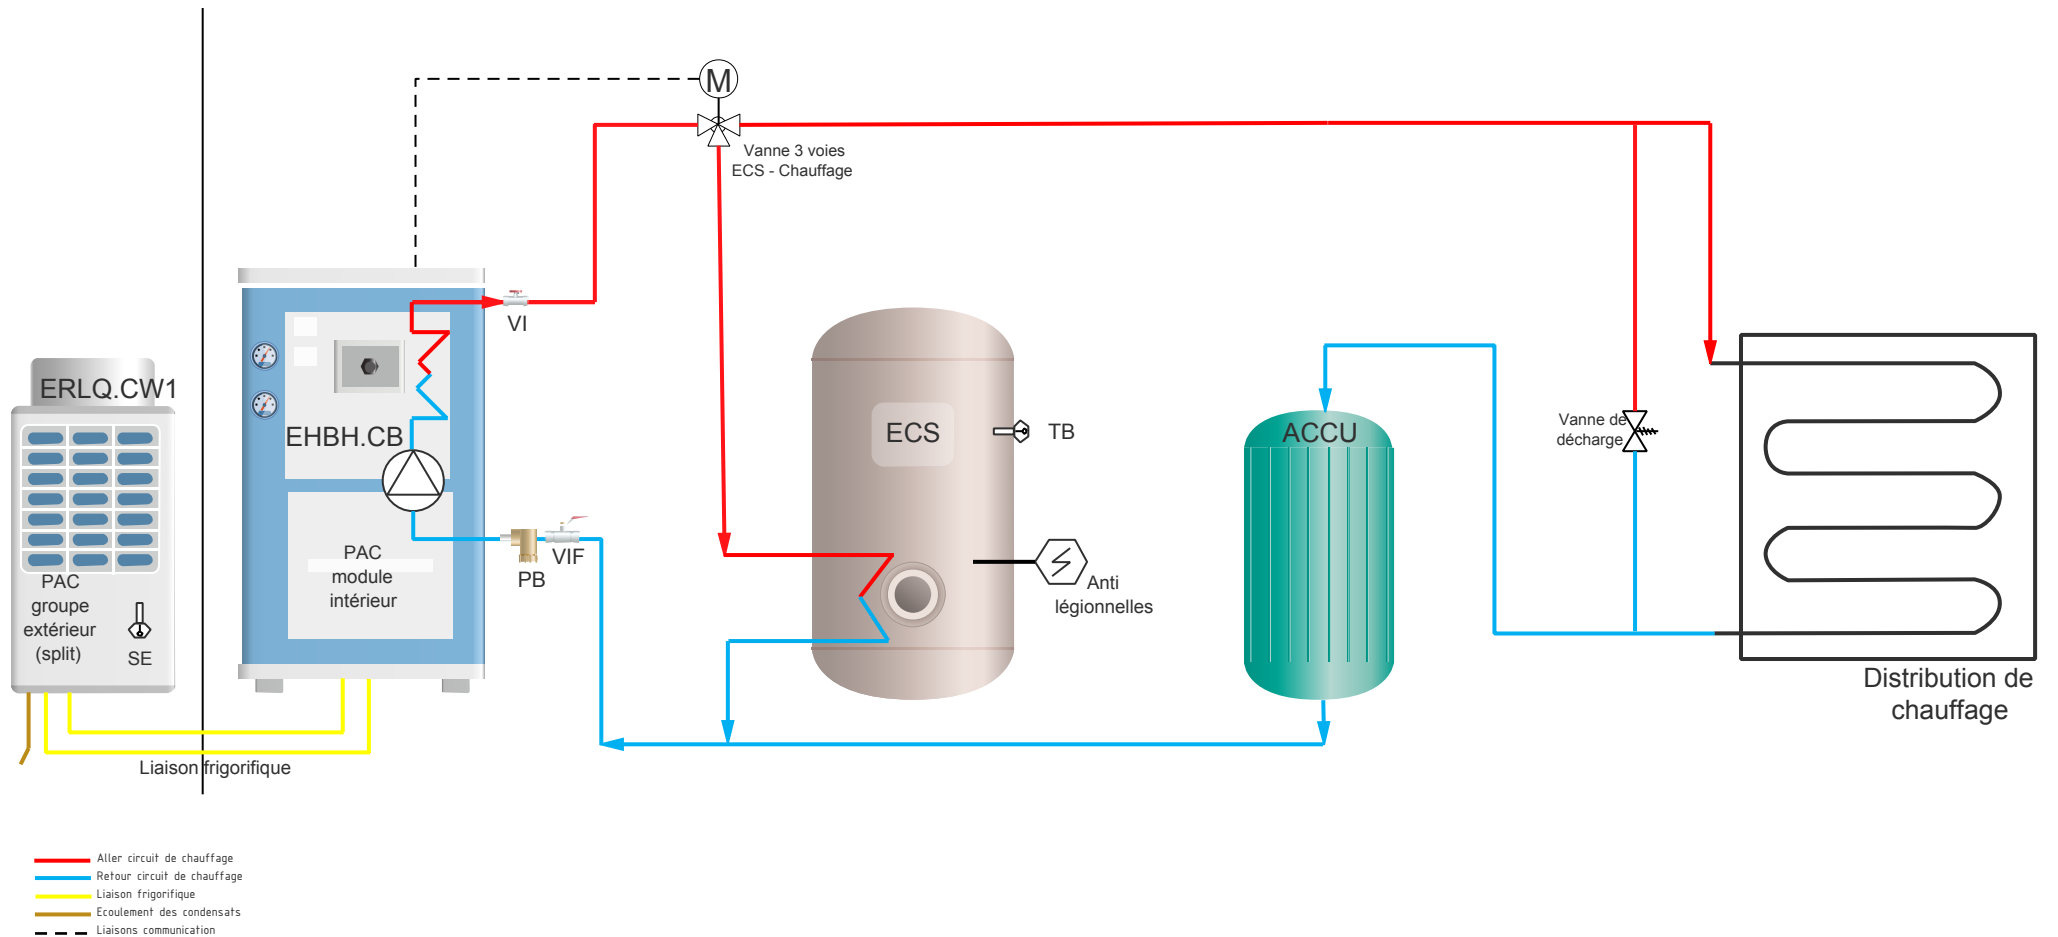 M
Vanne 3 voies
ECS - Chauffage
VI
ERLQ.CW1
EHBH.CB
ECS
TB
ACCU
Vanne de
décharge
PAC
module
intérieur
PB
VIF
PAC
groupe
extérieur
(split)
SE
Anti
légionnelles
Distribution de
chauffage
Liaison frigorifique
Aller circuit de chauffage
Retour circuit de chauffage
Liaison frigorifique
Ecoulement des condensats
Liaisons communication